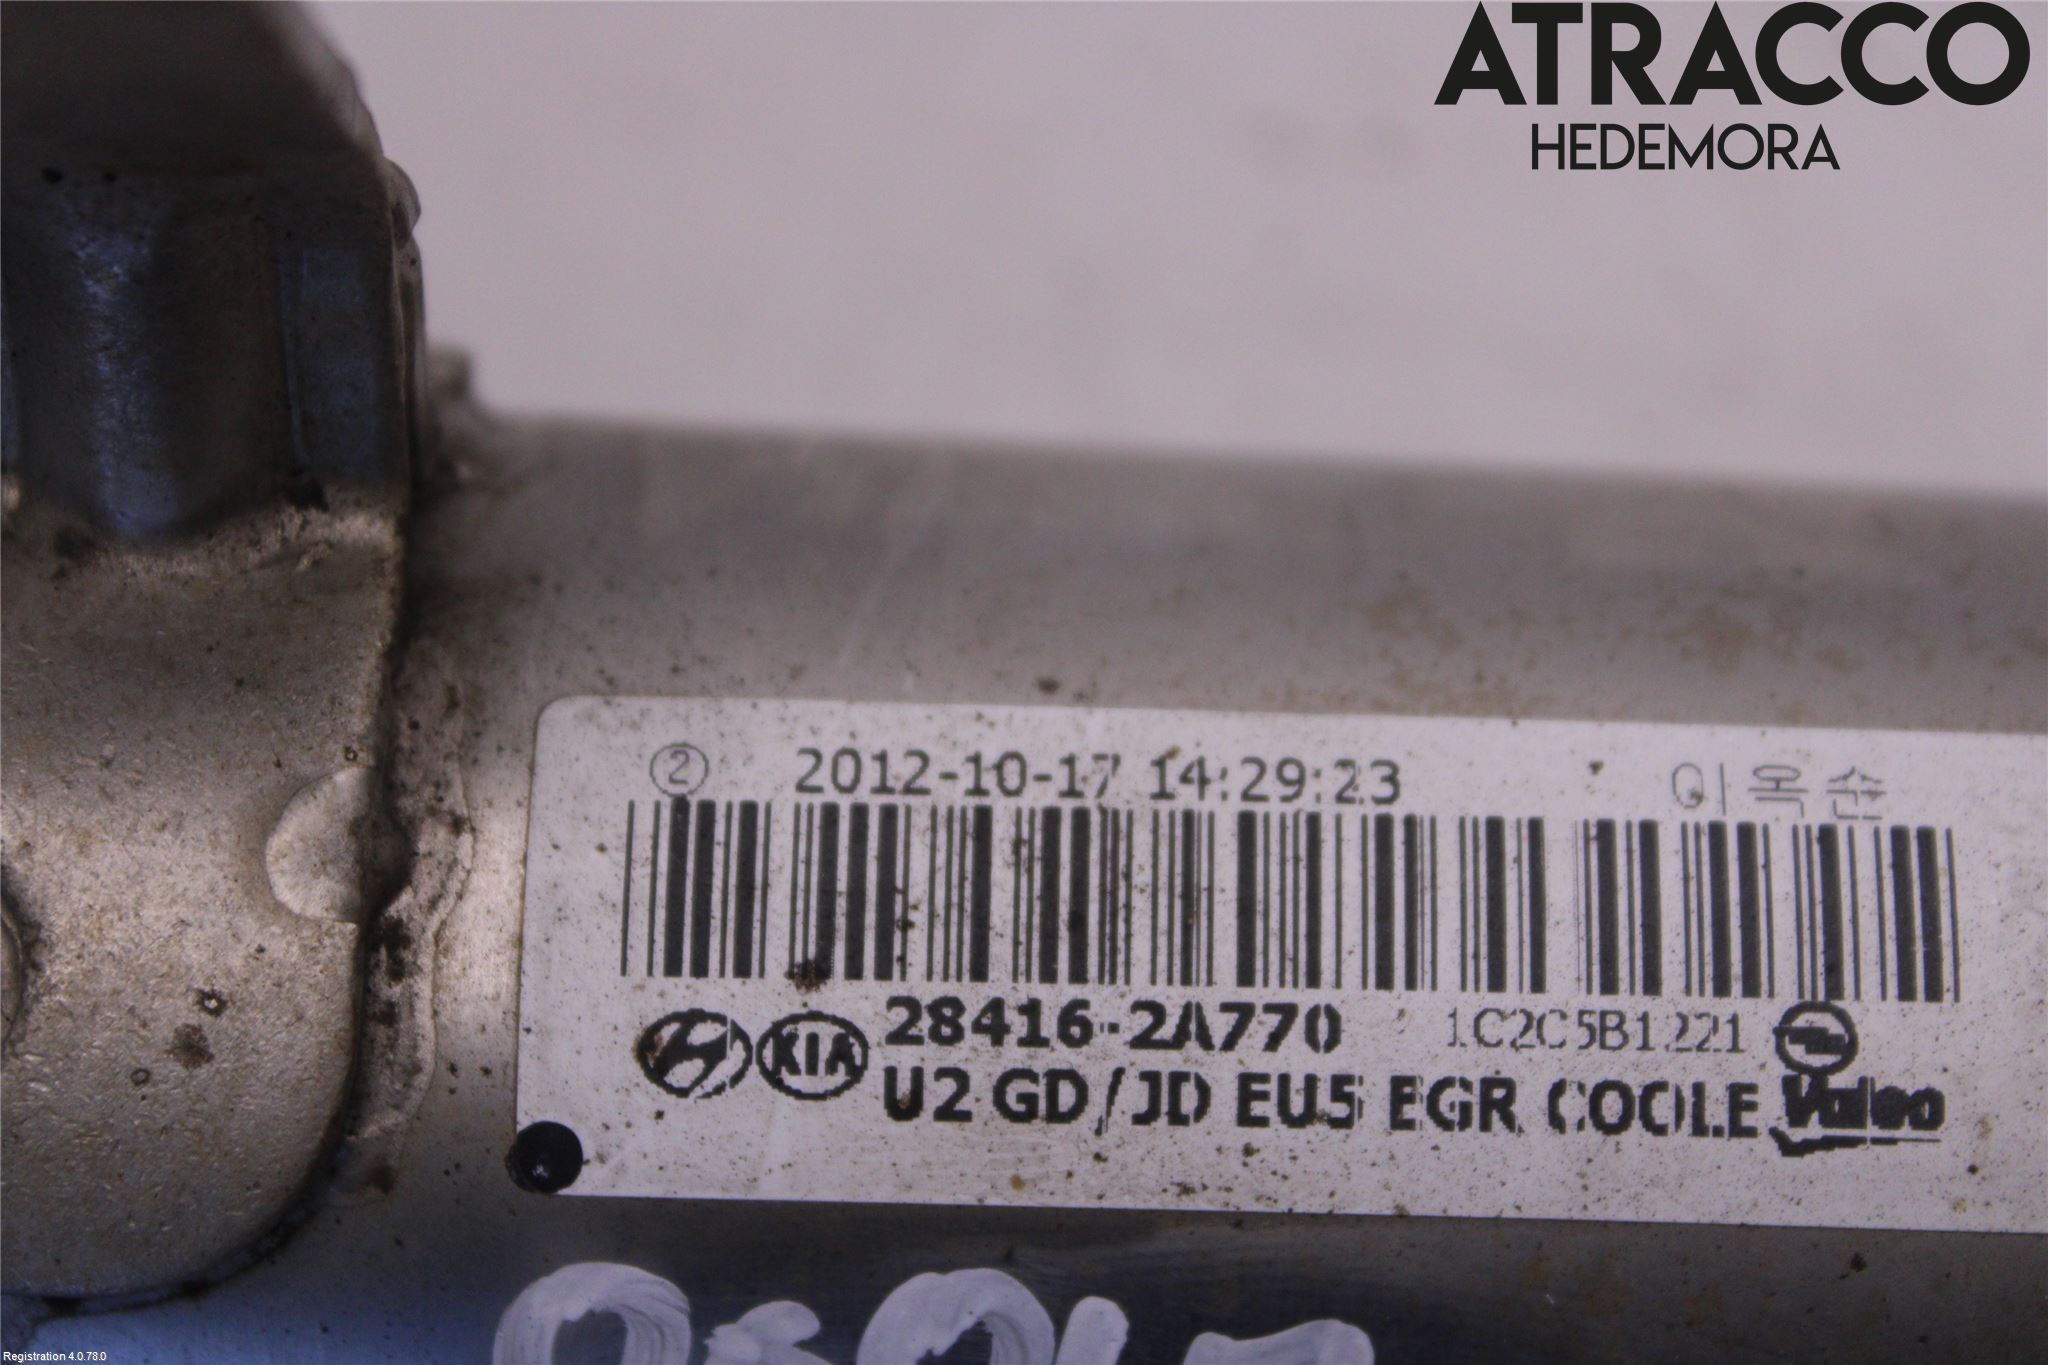 ATRACCO
HEDEMORA
② 2012-10-17 14:29:23 이옥순
KIA 28416-2A770 1C2C5B1221
U2 GD/JD EU5 EGR COOLE Valeo
Registration 4.0.78.0